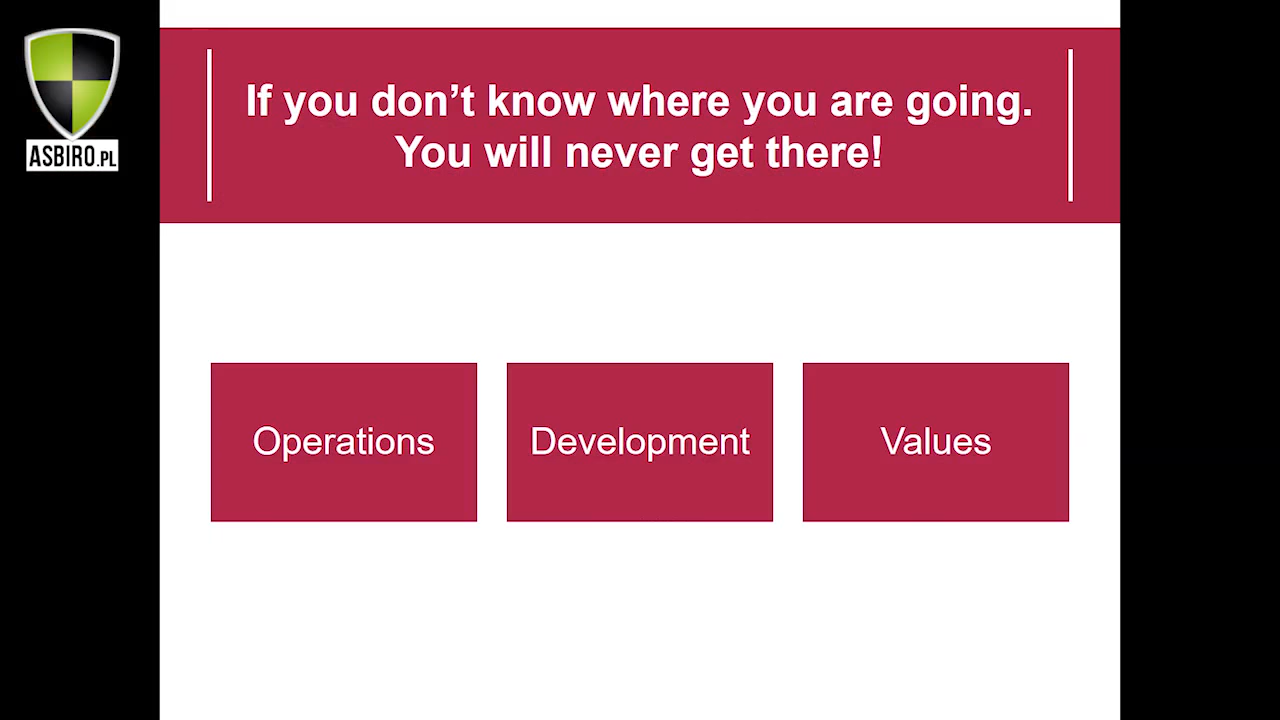 ASBIRO.PL
If you don’t know where you are going.
You will never get there!
Operations
Development
Values